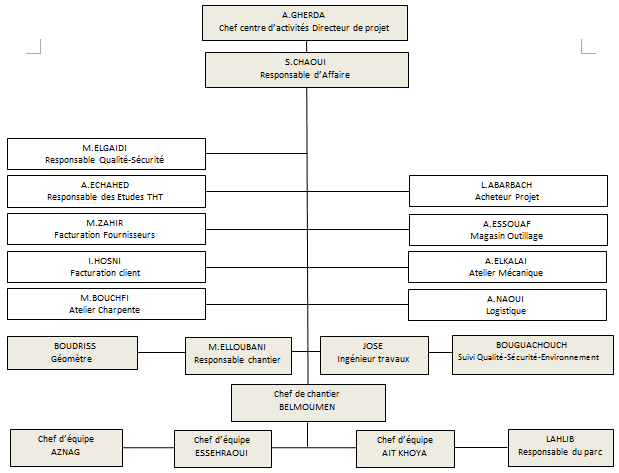 A.GHERDA
Chef centre d'activités Directeur de projet
S.CHAOUI
Responsable d'Affaire
M.ELGAIDI
Responsable Qualité-Sécurité
A.ECHAHED
Responsable des Etudes THT
L.ABARBACH
Acheteur Projet
M.ZAHIR
Facturation Fournisseurs
A.ESSOUAF
Magasin Outillage
I.HOSNI
Facturation client
A.ELKALAI
Atelier Mécanique
M.BOUCHFI
Atelier Charpente
A.NAOUI
Logistique
BOUDRISS
Géomètre
M.ELLOUBANI
Responsable chantier
JOSE
Ingénieur travaux
BOUGUACHOUCH
Suivi Qualité-Sécurité-Environnement
Chef de chantier
BELMOUMEN
Chef d'équipe
AZNAG
Chef d'équipe
ESSEHRAOUI
Chef d'équipe
AIT KHOYA
LAHLIB
Responsable du parc